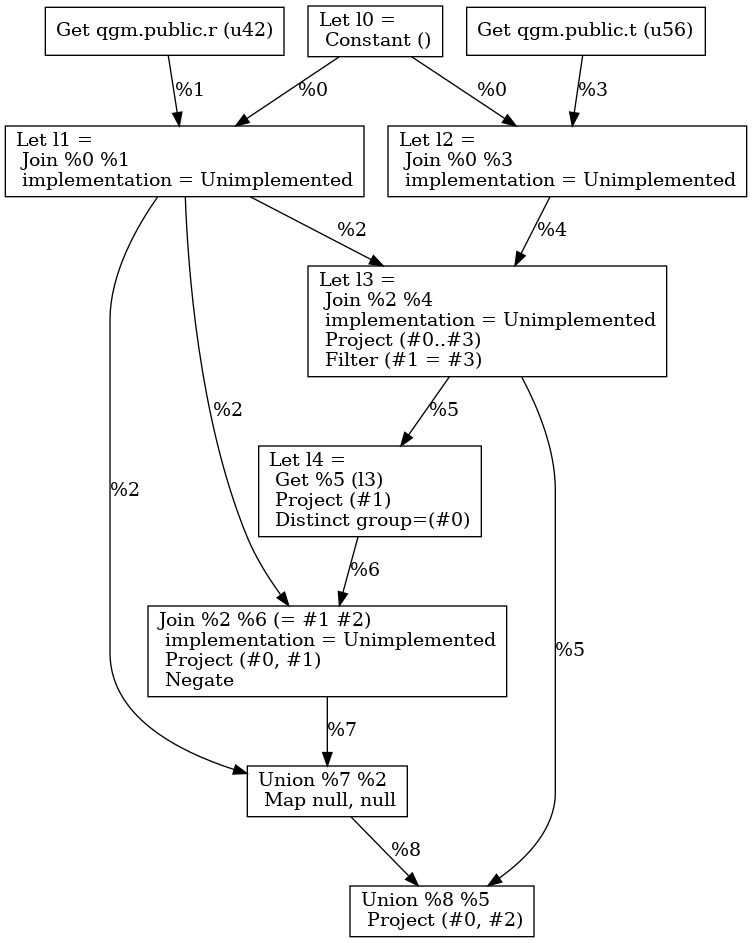 Get qgm.public.r (u42)
Let l0 =
Constant ()
Get qgm.public.t (u56)
%1
%0
%0
%3
Let l1 =
Join %0 %1
implementation = Unimplemented
Let l2 =
Join %0 %3
implementation = Unimplemented
%2
%4
Let l3 =
Join %2 %4
implementation = Unimplemented
Project (#0..#3)
Filter (#1 = #3)
%2
%5
%2
Let l4 =
Get %5 (l3)
Project (#1)
Distinct group=(#0)
%6
Join %2 %6 (= #1 #2)
implementation = Unimplemented
Project (#0, #1)
Negate
%5
%7
Union %7 %2
Map null, null
%8
Union %8 %5
Project (#0, #2)